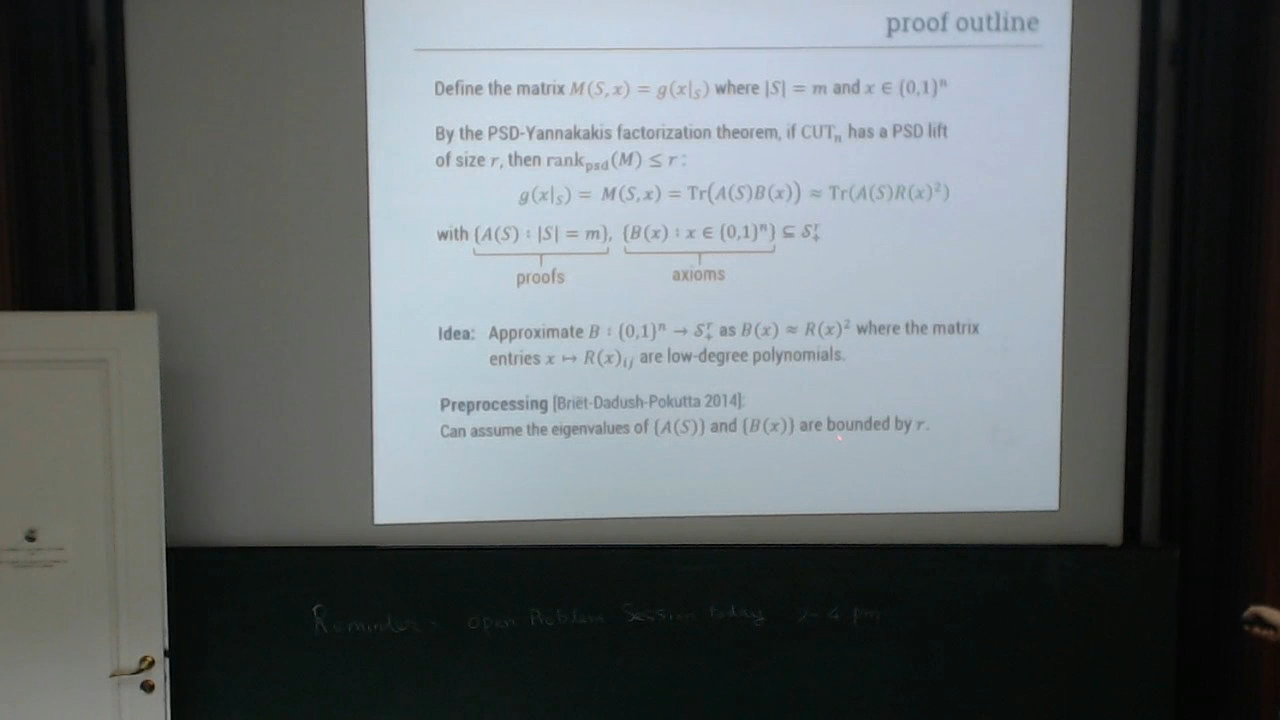 proof outline
Define the matrix M(S, x) = g(x|_S) where |S| = m and x ∈ {0,1}^n
By the PSD-Yannakakis factorization theorem, if CUT_n has a PSD lift
of size r, then rank_psd(M) ≤ r :
g(x|_S) = M(S, x) = Tr(A(S)B(x)) ≈ Tr(A(S)R(x)^2)
with {A(S) : |S| = m}, {B(x) : x ∈ {0,1}^n} ⊆ S_+^r
proofs axioms
Idea: Approximate B : {0,1}^n → S_+^r as B(x) ≈ R(x)^2 where the matrix
entries x ↦ R(x)_ij are low-degree polynomials.
Preprocessing [Briët-Dadush-Pokutta 2014]:
Can assume the eigenvalues of {A(S)} and {B(x)} are bounded by r.
Reminder: Open Problem Session today